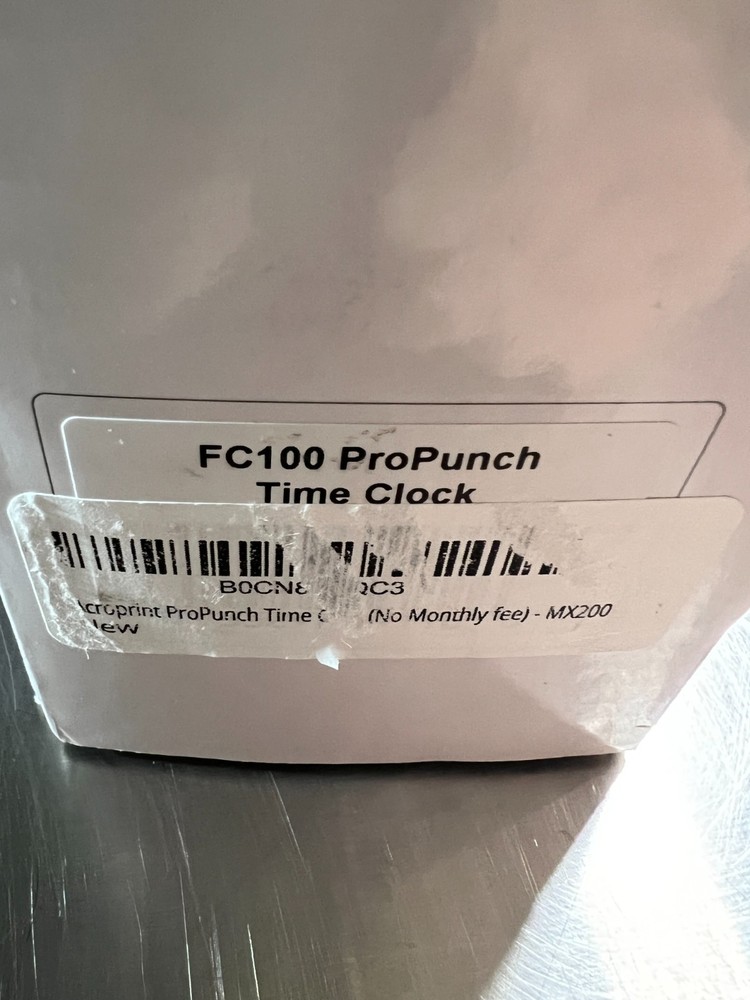 FC100 ProPunch
Time Clock
ProPunch Time (No Monthly fee) - MX200